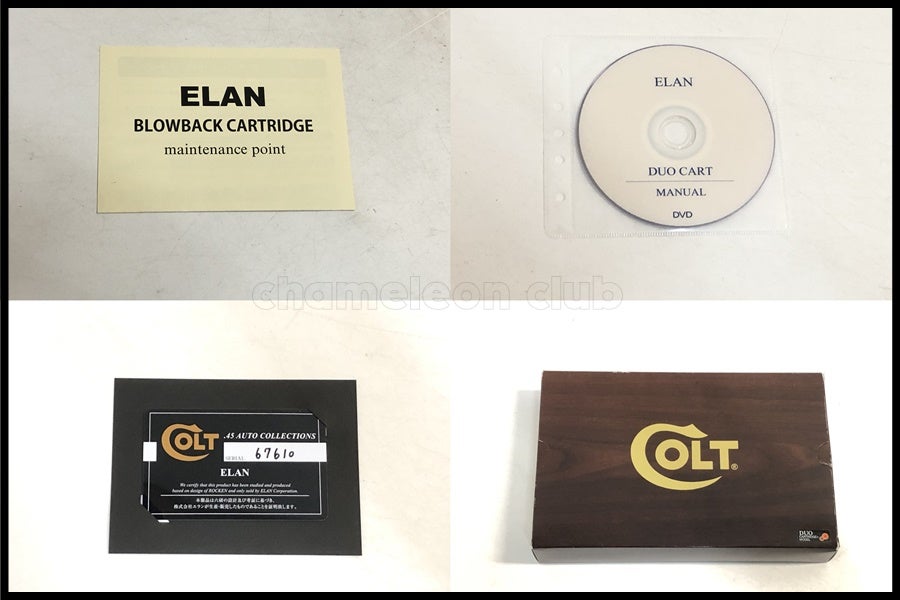 ELAN
BLOWBACK CARTRIDGE
maintenance point
ELAN
DUO CART
MANUAL
DVD
chameleon club
COLT .45 AUTO COLLECTIONS
SERIAL. 67610
ELAN
We certify that this product has been studied and produced
based on design of ROCKEN and only sold by ELAN Corporation.
本製品は六研の設計及び考証に基づき、
株式会社エランが生産・販売したものであることを証明致します。
COLT®
DUO
CARTRIDGE
MODEL